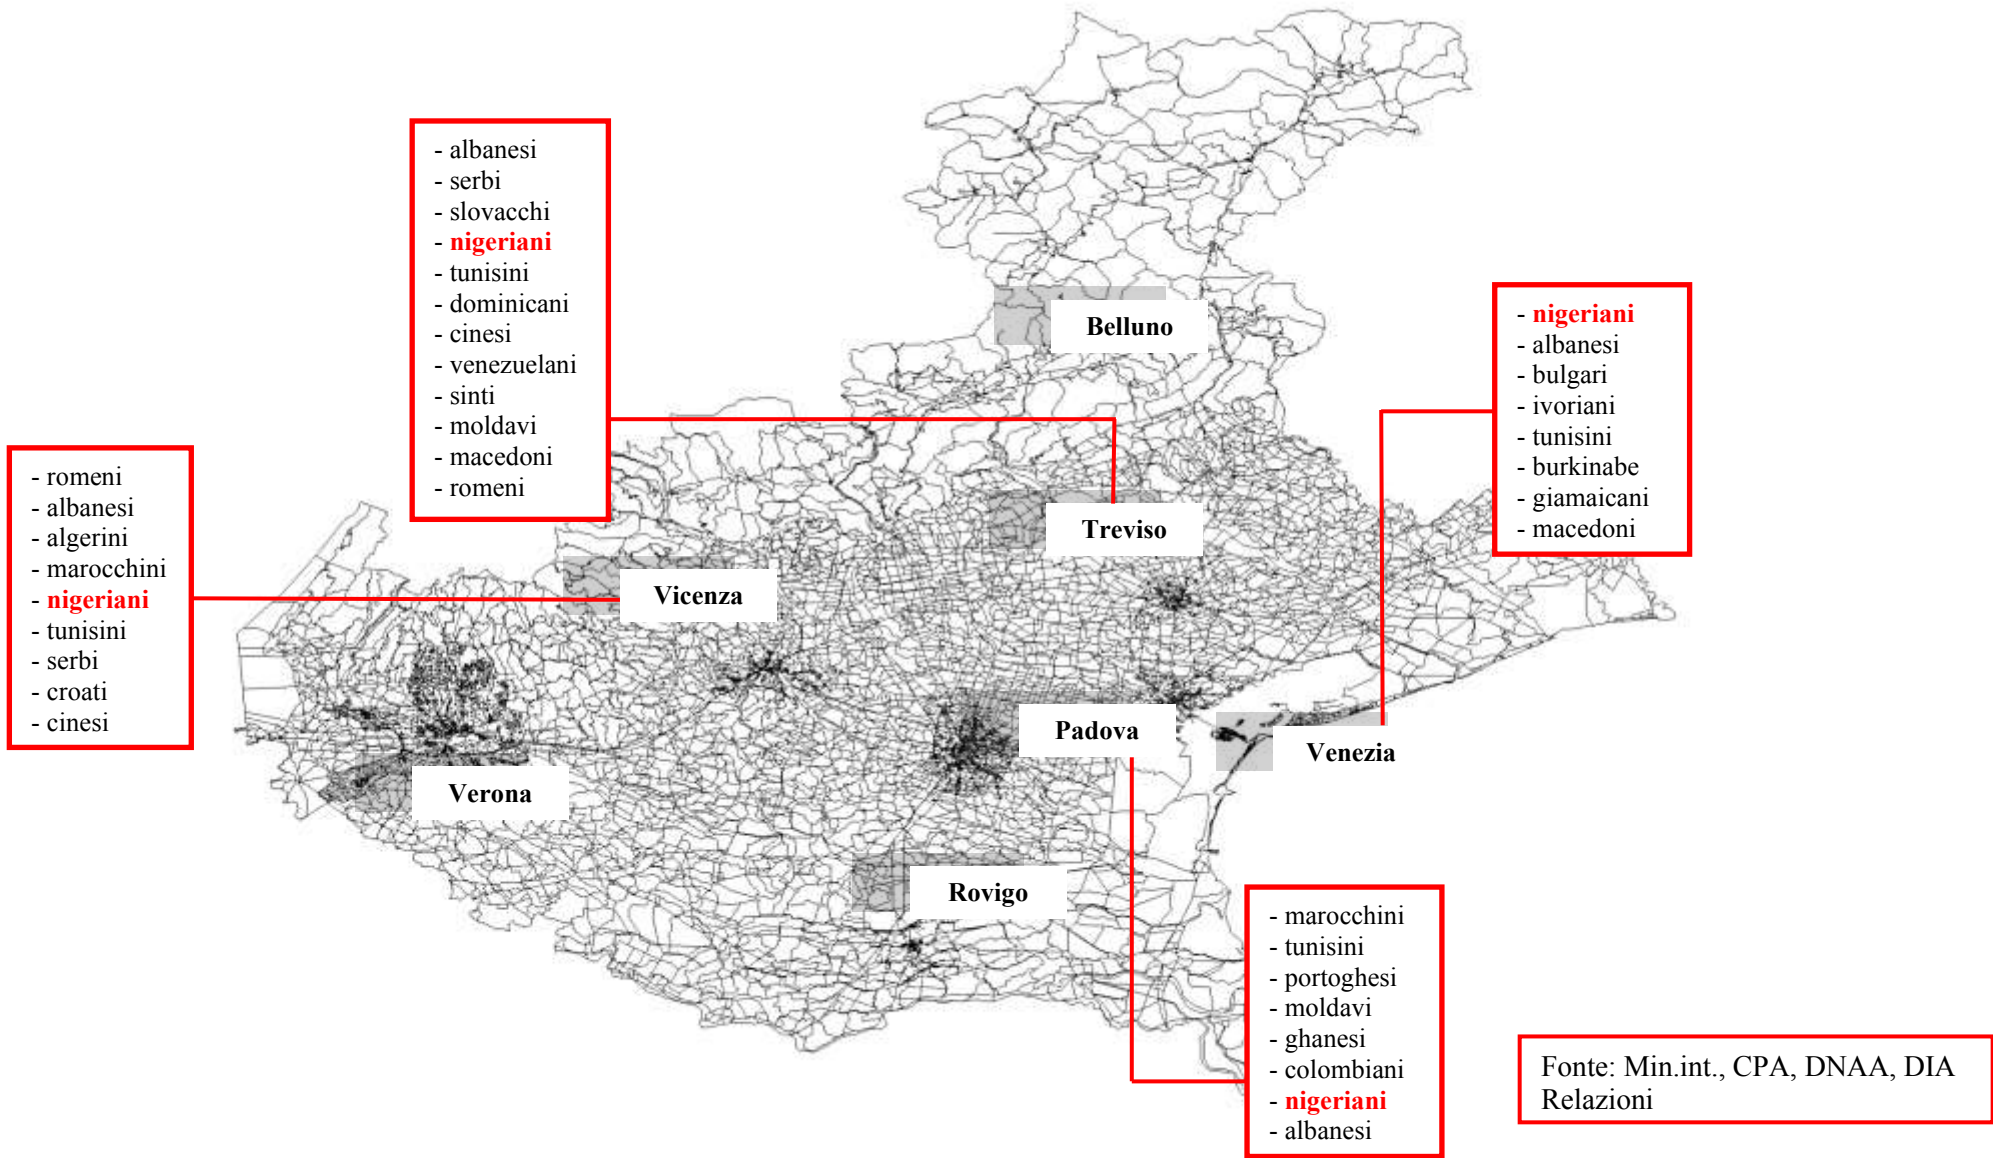 - albanesi
- serbi
- slovacchi
- nigeriani
- tunisini
- dominicani
- cinesi
- venezuelani
- sinti
- moldavi
- macedoni
- romeni
- nigeriani
- albanesi
- bulgari
- ivoriani
- tunisini
- burkinabe
- giamaicani
- macedoni
- romeni
- albanesi
- algerini
- marocchini
- nigeriani
- tunisini
- serbi
- croati
- cinesi
Belluno
Treviso
Vicenza
Padova
Venezia
Verona
Rovigo
- marocchini
- tunisini
- portoghesi
- moldavi
- ghanesi
- colombiani
- nigeriani
- albanesi
Fonte: Min.int., CPA, DNAA, DIA
Relazioni